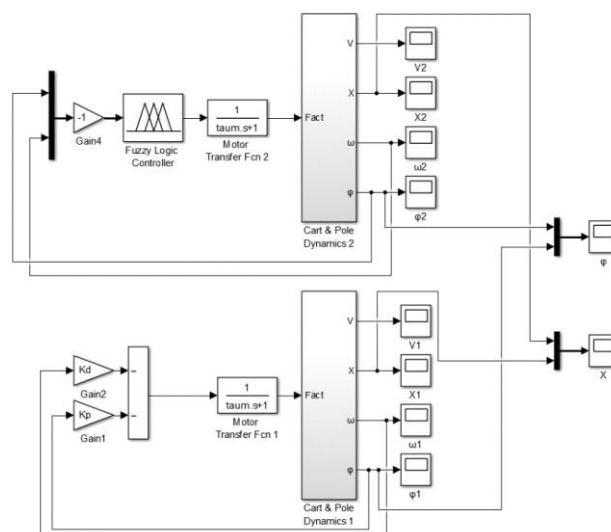 V
V2
X
X2
-1
Gain4
Fuzzy Logic
Controller
1
taum.s+1
Motor
Transfer Fcn 2
Fact
ω
ω2
φ
φ2
Cart & Pole
Dynamics 2
φ
V
V1
X
X
X1
Kd
Gain2
Kp
Gain1
−
−
1
taum.s+1
Motor
Transfer Fcn 1
Fact
ω
ω1
φ
φ1
Cart & Pole
Dynamics 1